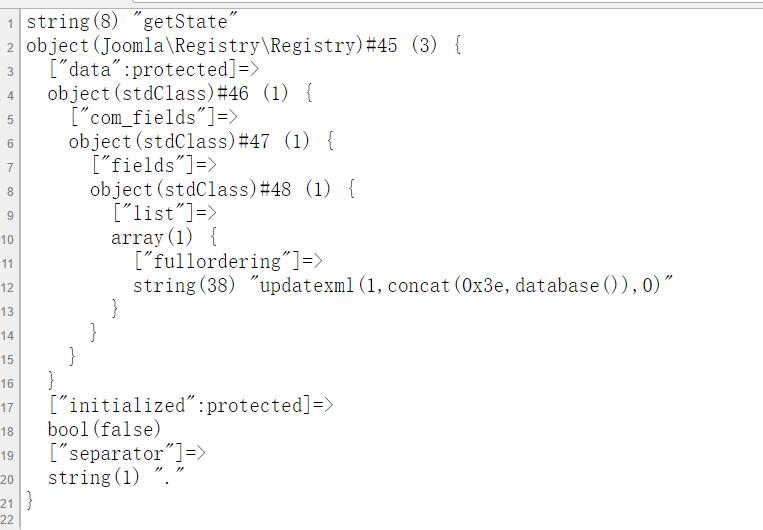 1 string(8) "getState"
2 object(Joomla\Registry\Registry)#45 (3) {
3 ["data":protected]=>
4 object(stdClass)#46 (1) {
5 ["com_fields"]=>
6 object(stdClass)#47 (1) {
7 ["fields"]=>
8 object(stdClass)#48 (1) {
9 ["list"]=>
10 array(1) {
11 ["fullordering"]=>
12 string(38) "updatexml(1,concat(0x3e,database()),0)"
13 }
14 }
15 }
16 }
17 ["initialized":protected]=>
18 bool(false)
19 ["separator"]=>
20 string(1) "."
21 }
22